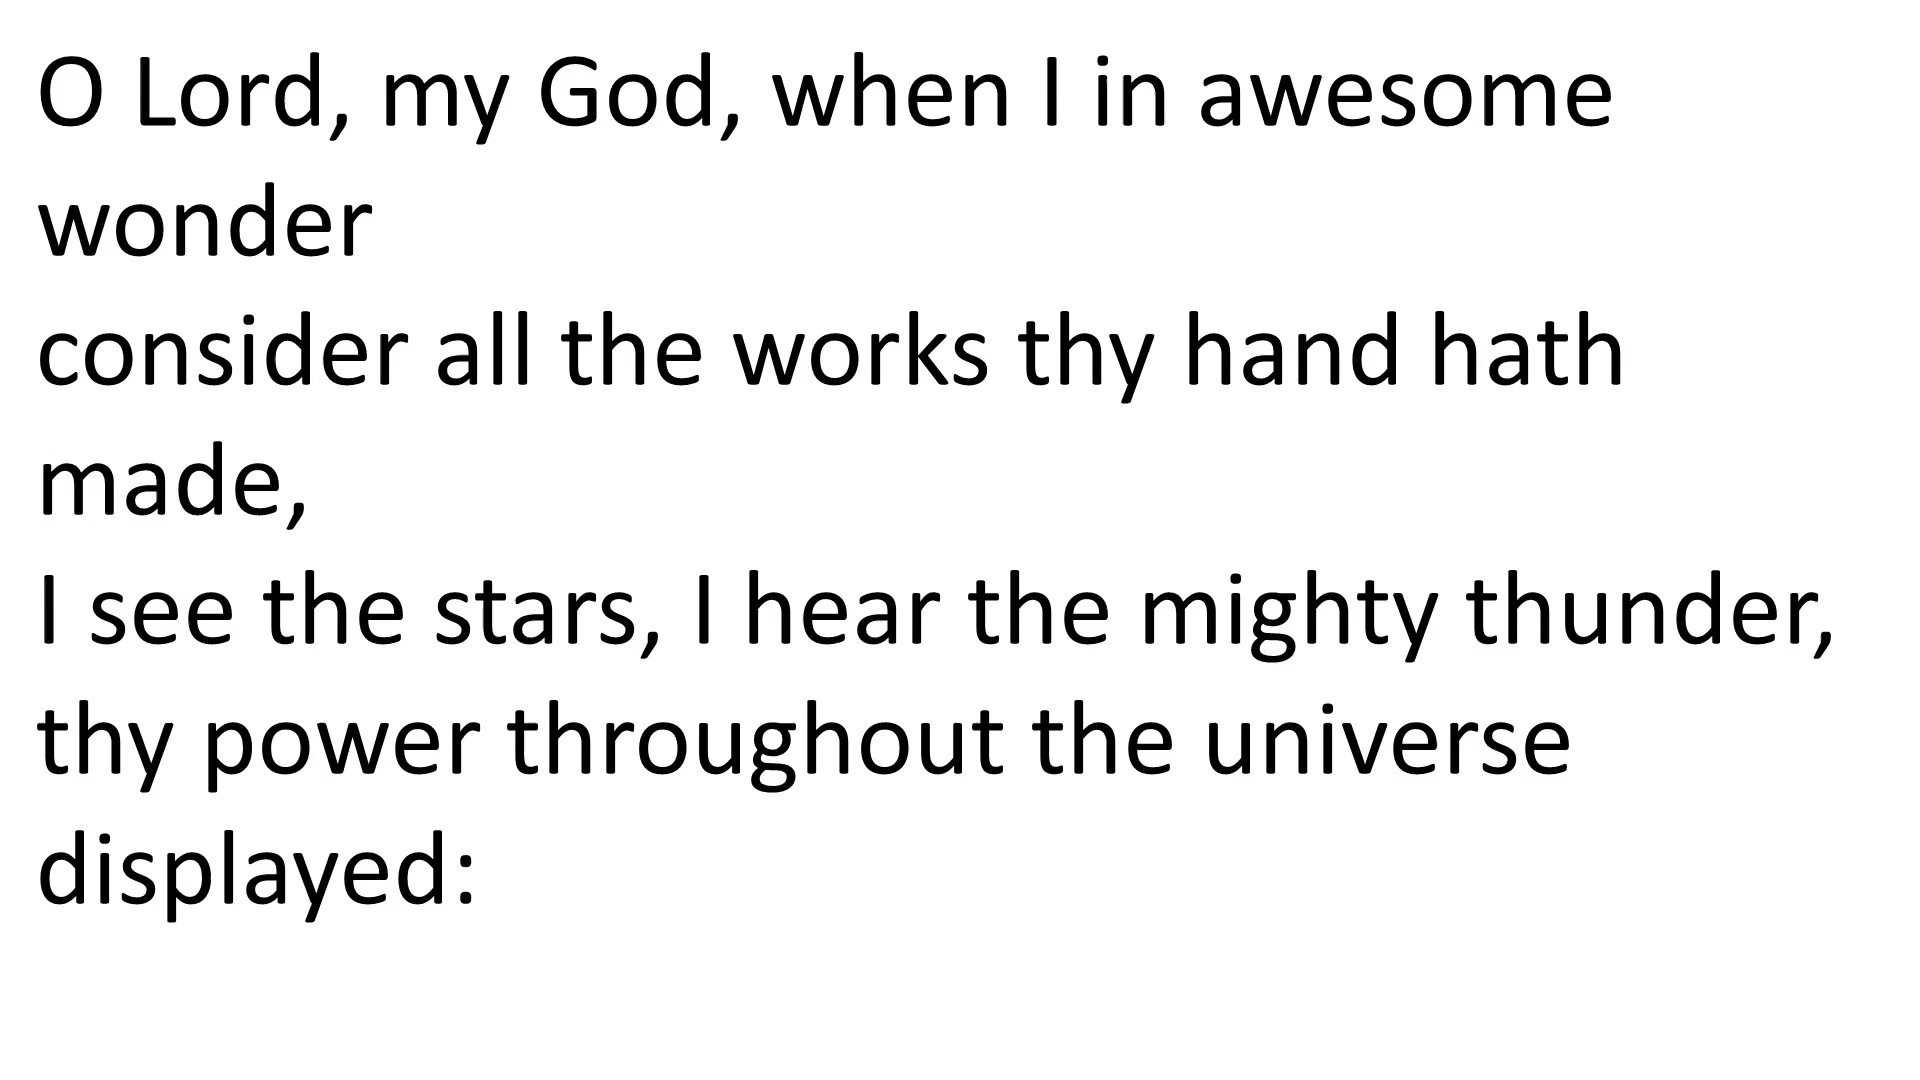 O Lord, my God, when I in awesome
wonder
consider all the works thy hand hath
made,
I see the stars, I hear the mighty thunder,
thy power throughout the universe
displayed: